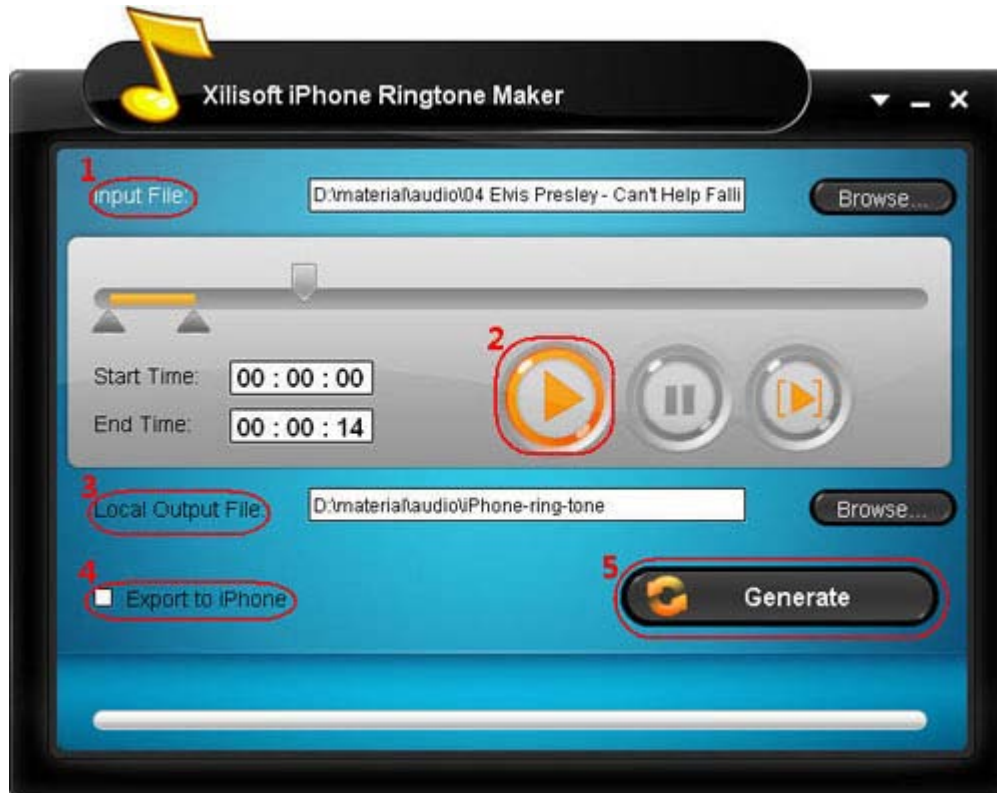 Xilisoft iPhone Ringtone Maker
1
Input File:
D:\material\audio\04 Elvis Presley - Can't Help Falli
Browse...
2
Start Time:
00 : 00 : 00
End Time:
00 : 00 : 14
3
Local Output File:
D:\material\audio\iPhone-ring-tone
Browse...
4
Export to iPhone
5
Generate